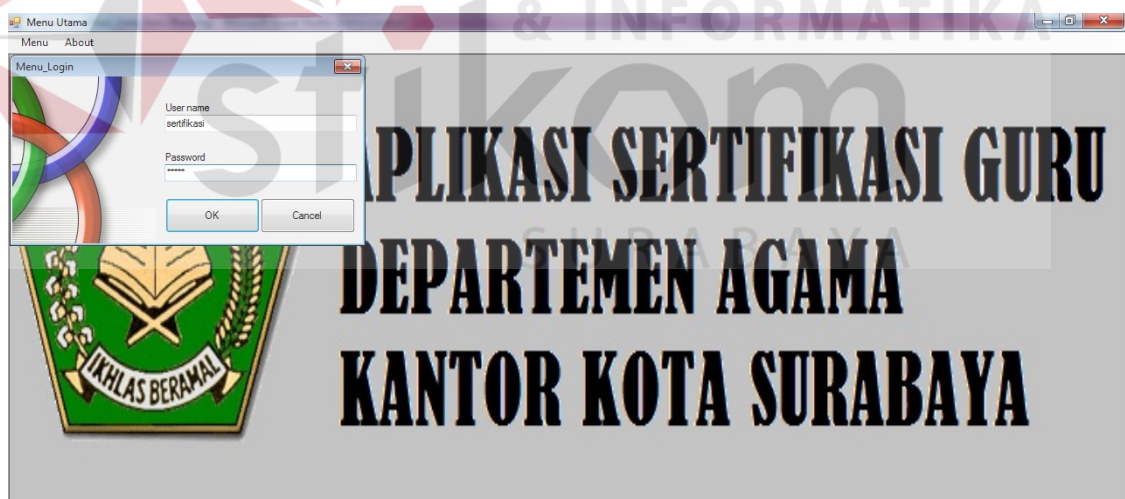 & INFORMATIKA
Menu Utama
Menu About
Menu_Login
User name
sertifikasi
Password
*****
OK Cancel
stikom
SURABAYA
APLIKASI SERTIFIKASI GURU
DEPARTEMEN AGAMA
KANTOR KOTA SURABAYA
IKHLAS BERAMAL